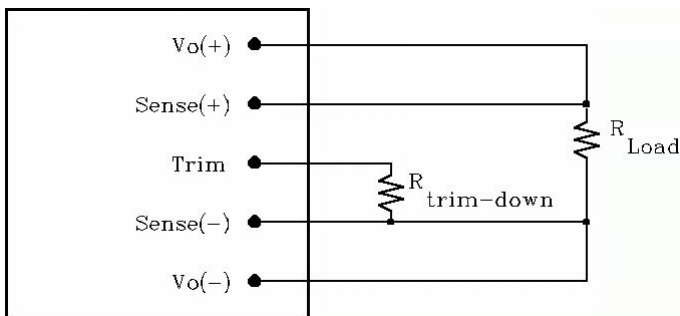 Vo(+)
Sense(+)
Trim
Sense(-)
Vo(-)
R
Load
R
trim-down